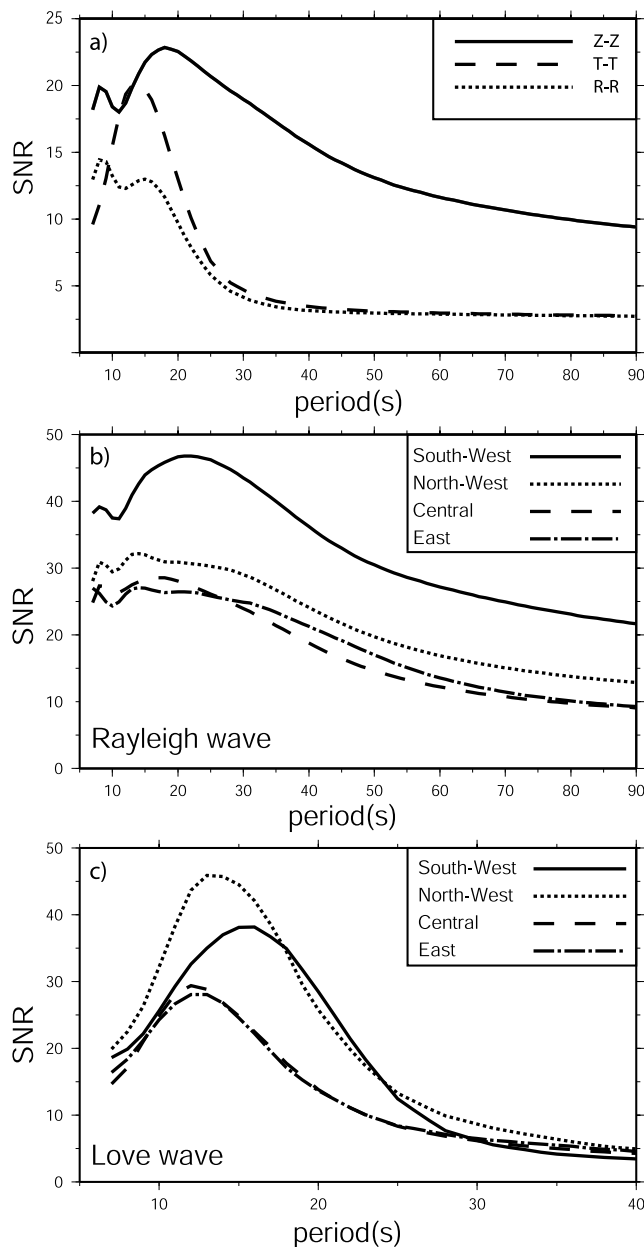 a)
Z-Z
T-T
R-R
25
20
15
10
5
SNR
10 20 30 40 50 60 70 80 90
period(s)
b)
South-West
North-West
Central
East
50
40
30
20
10
0
SNR
Rayleigh wave
10 20 30 40 50 60 70 80 90
period(s)
c)
South-West
North-West
Central
East
50
40
30
20
10
0
SNR
Love wave
10 20 30 40
period(s)